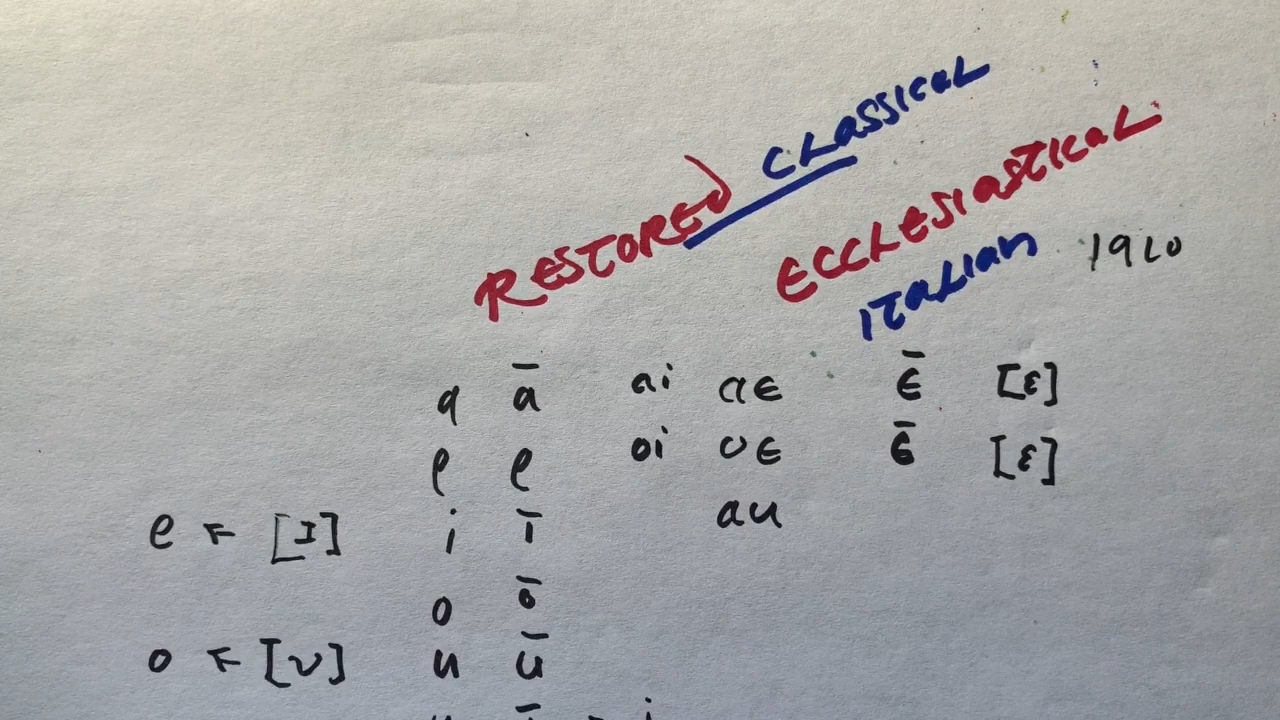 RESTORED CLASSICAL
ECCLESIASTICAL
ITALIAN 1910
a ā ai ae ē [ɛ]
e e oi oe ē [ɛ]
e ← [I] i ī au
o ō
o ← [ʊ] u ū